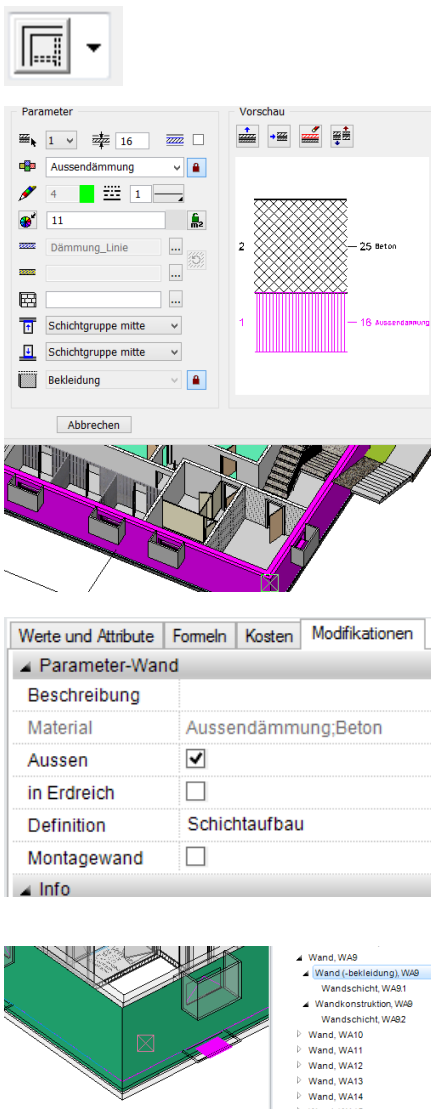 Parameter
Vorschau
1
16
Aussendämmung
4
1
11
m2
Dämmung_Linie
...
...
...
Schichtgruppe mitte
Schichtgruppe mitte
Bekleidung
2
25 Beton
1
16 Aussendämmung
Abbrechen
Werte und Attribute Formeln Kosten Modifikationen
Parameter-Wand
Beschreibung
Material Aussendämmung;Beton
Aussen
in Erdreich
Definition Schichtaufbau
Montagewand
Info
Wand, WA9
Wand (-bekleidung), WA9
Wandschicht, WA9.1
Wandkonstruktion, WA9
Wandschicht, WA9.2
Wand, WA10
Wand, WA11
Wand, WA12
Wand, WA13
Wand, WA14